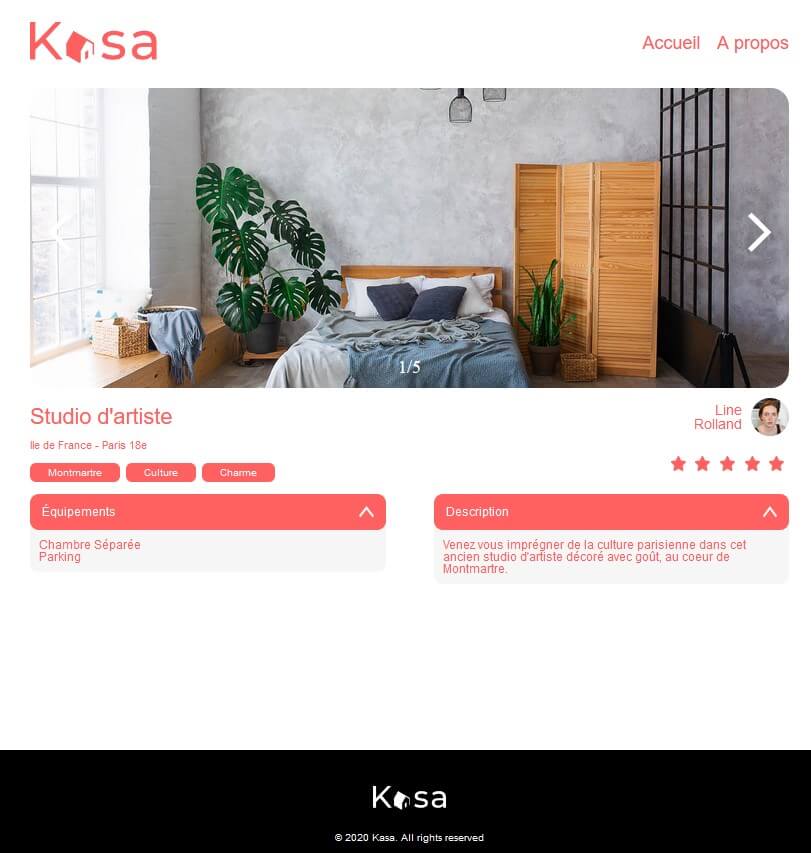 Kasa
Accueil A propos
1/5
Studio d'artiste
Ile de France - Paris 18e
Montmartre Culture Charme
Line
Rolland
Équipements
Chambre Séparée
Parking
Description
Venez vous imprégner de la culture parisienne dans cet
ancien studio d'artiste décoré avec goût, au coeur de
Montmartre.
Kasa
© 2020 Kasa. All rights reserved